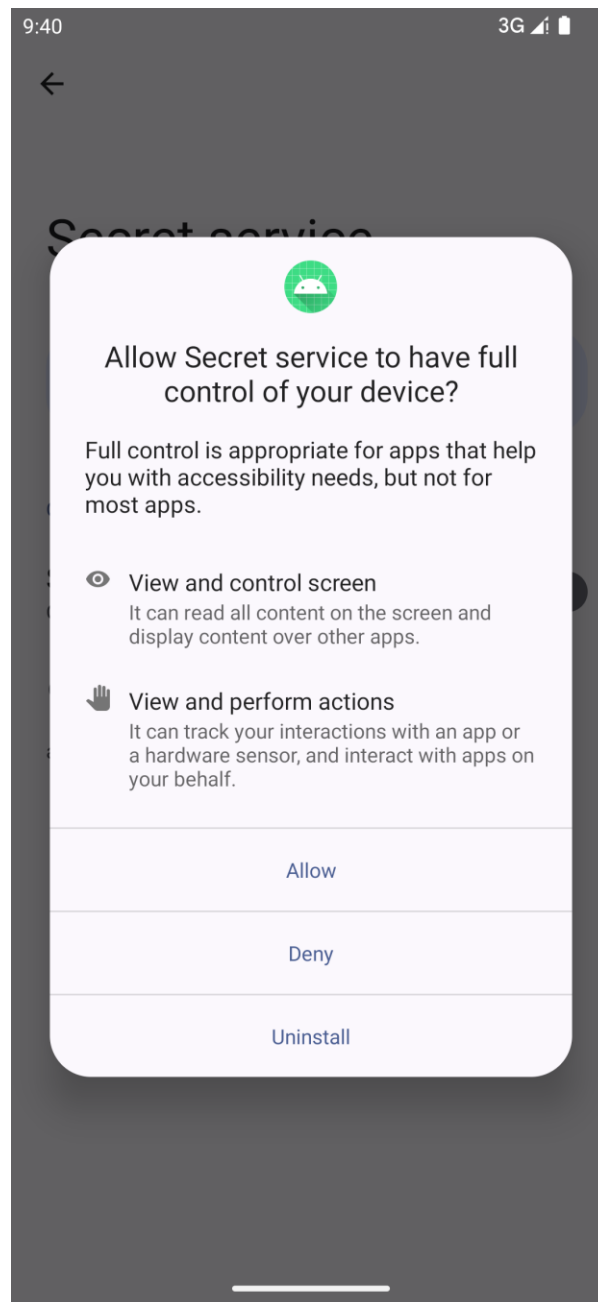 9:40
3G
Secret service
Allow Secret service to have full
control of your device?
Full control is appropriate for apps that help
you with accessibility needs, but not for
most apps.
View and control screen
It can read all content on the screen and
display content over other apps.
View and perform actions
It can track your interactions with an app or
a hardware sensor, and interact with apps on
your behalf.
Allow
Deny
Uninstall